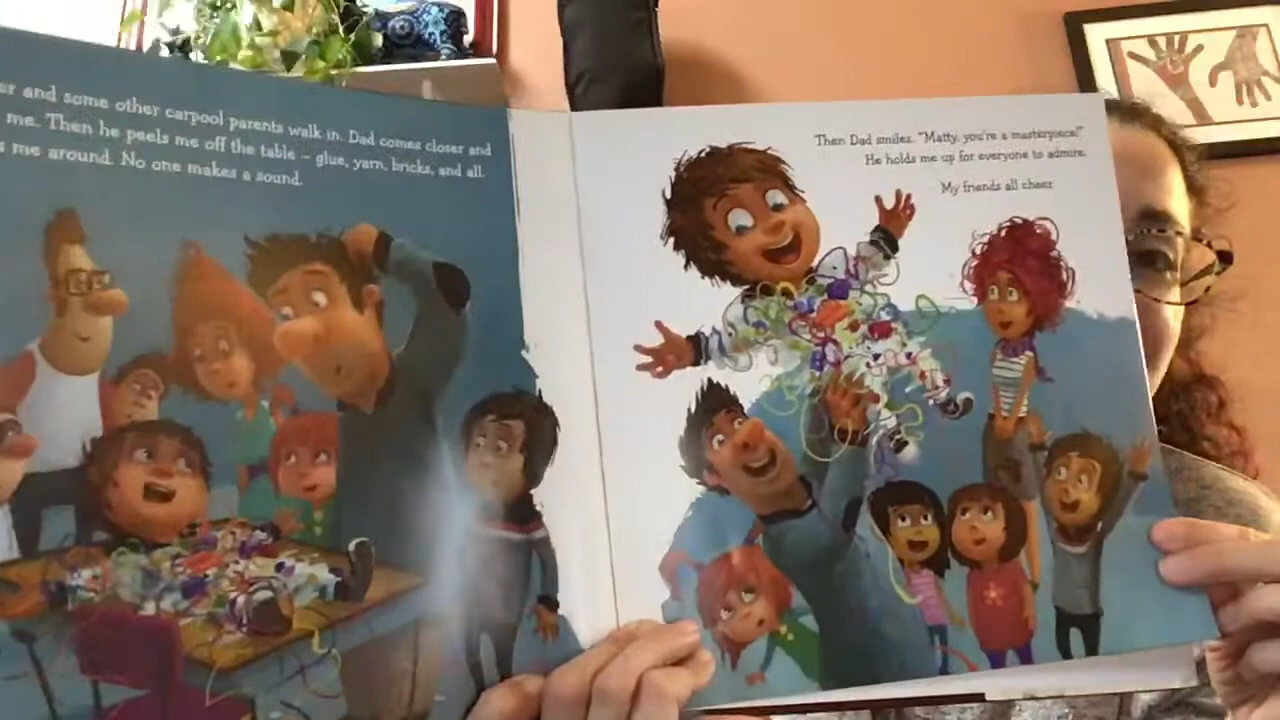 and some other carpool parents walk in. Dad comes closer and
me. Then he peels me off the table – glue, yarn, bricks, and all.
me around. No one makes a sound.
Then Dad smiles. "Matty, you're a masterpiece!"
He holds me up for everyone to admire.
My friends all cheer.